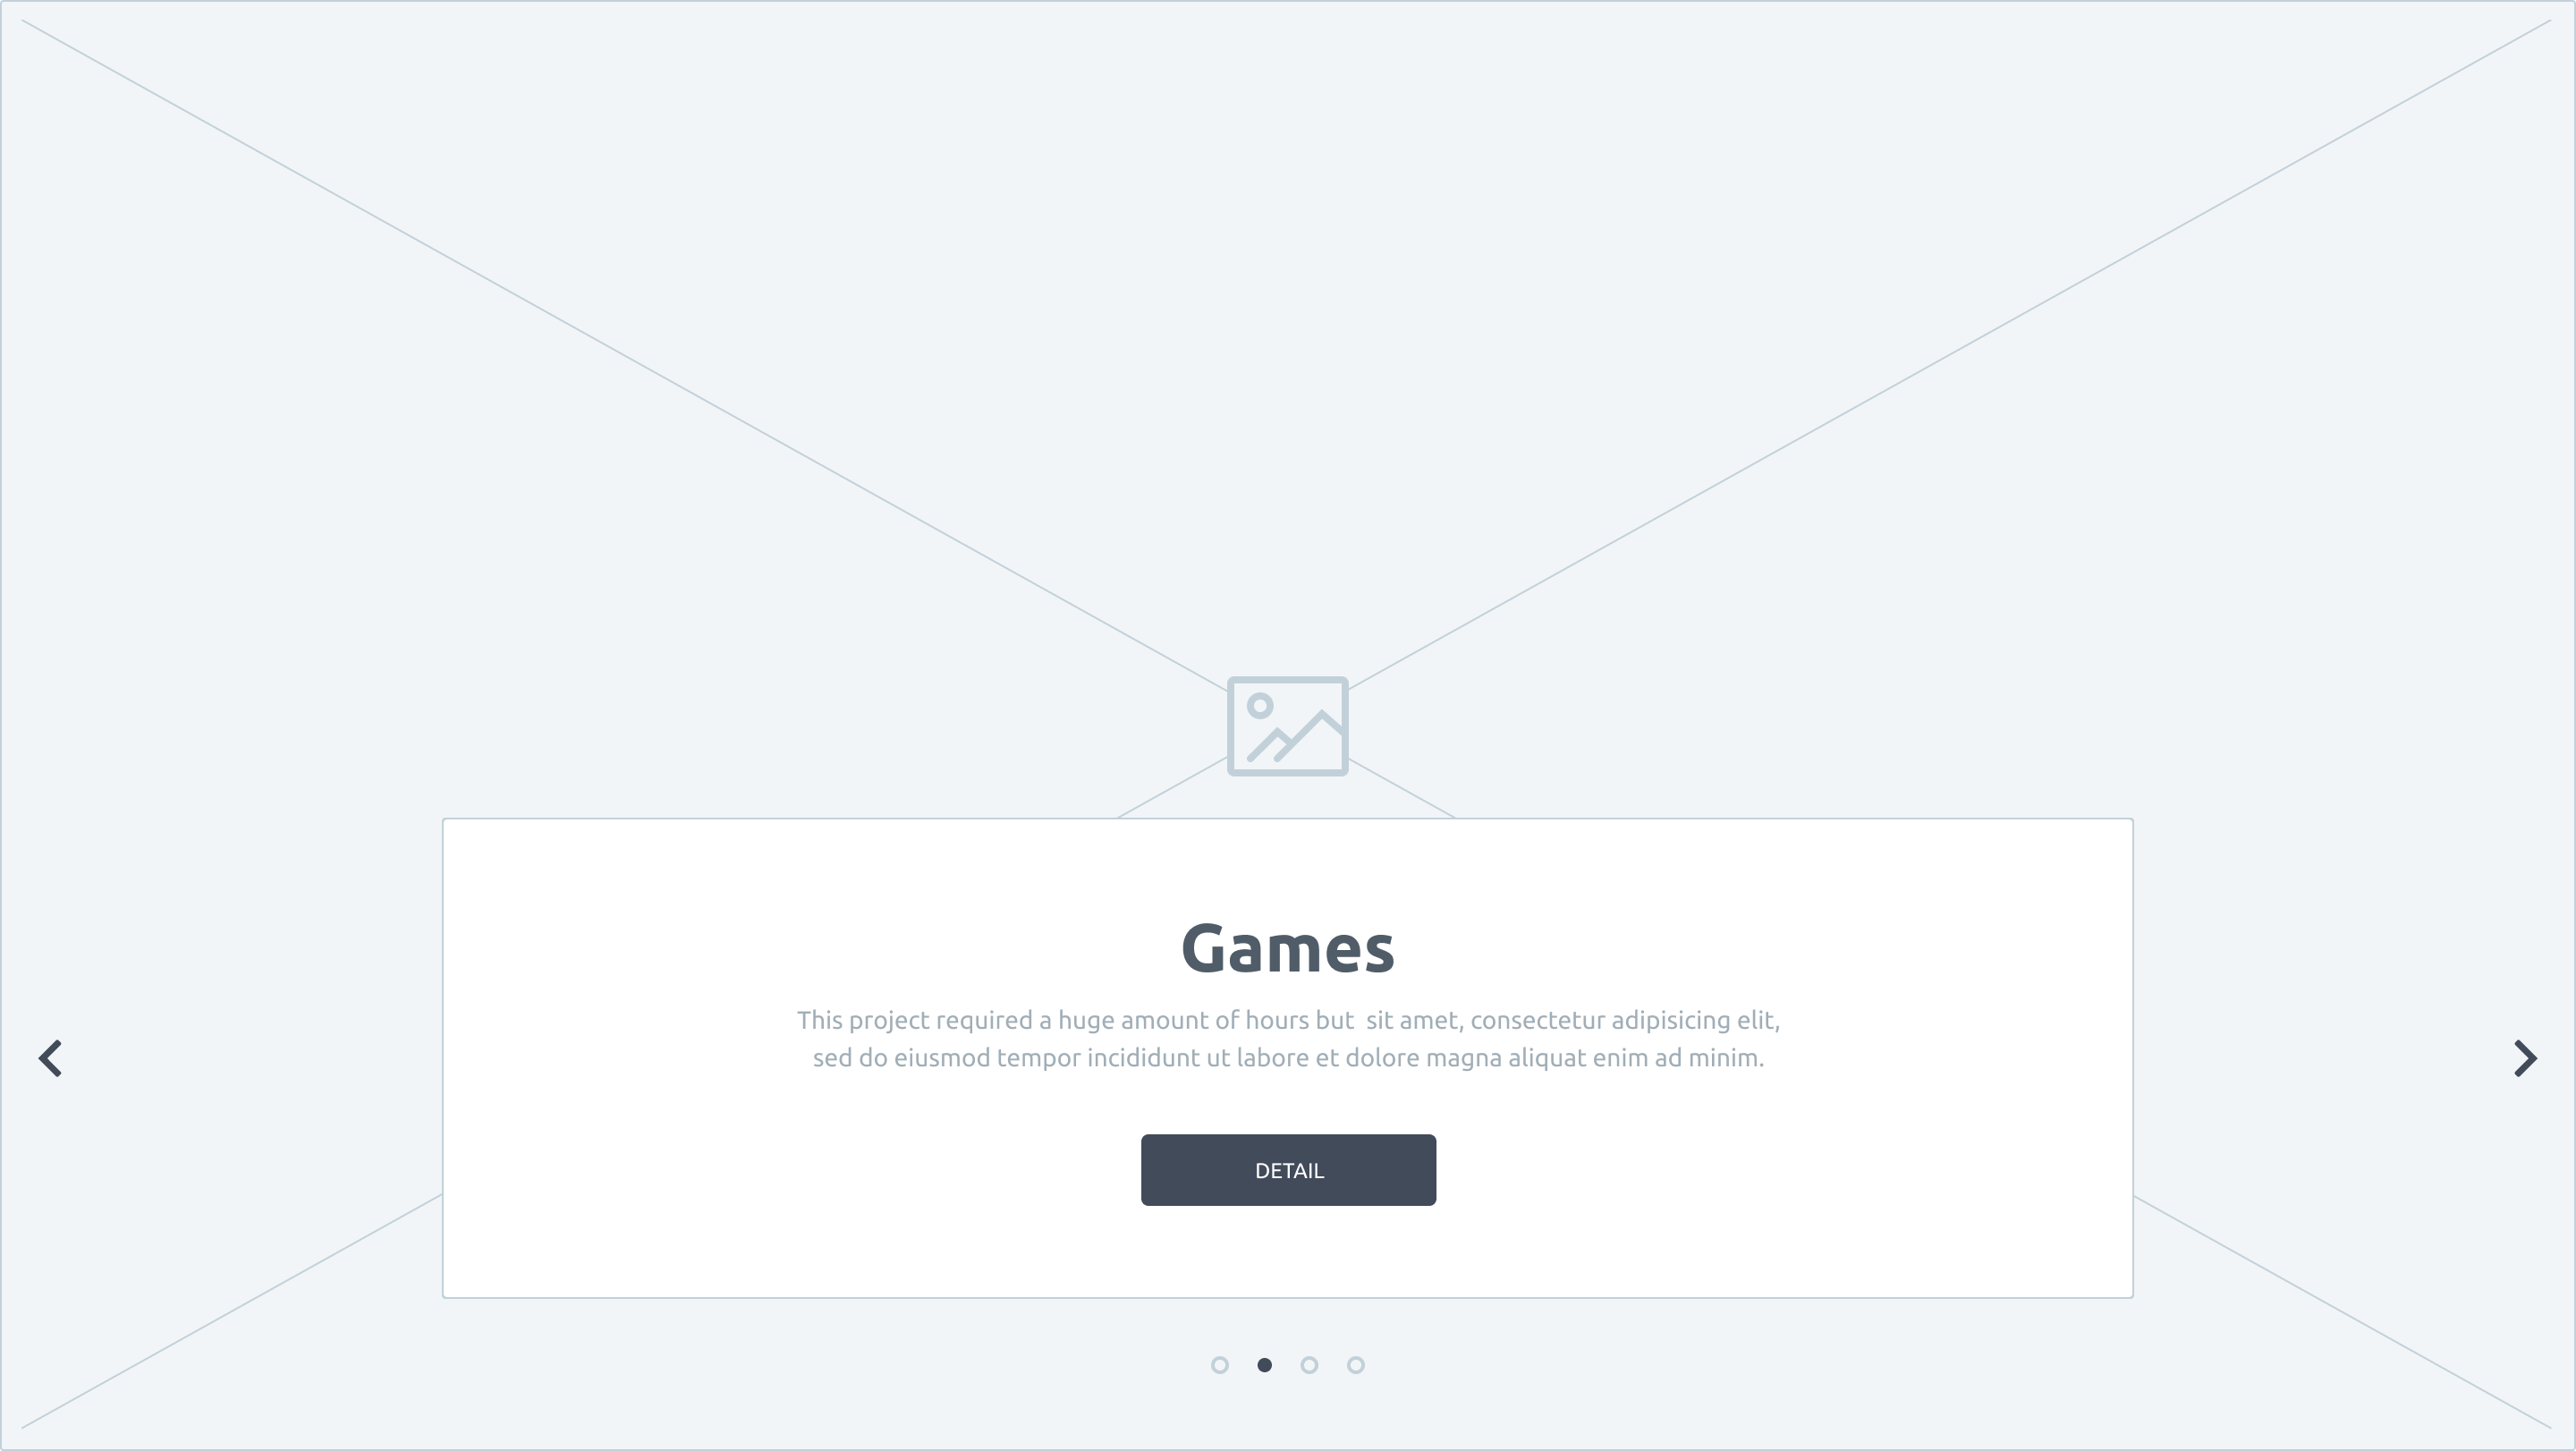 Games
This project required a huge amount of hours but  sit amet, consectetur adipisicing elit,
sed do eiusmod tempor incididunt ut labore et dolore magna aliquat enim ad minim.
DETAIL